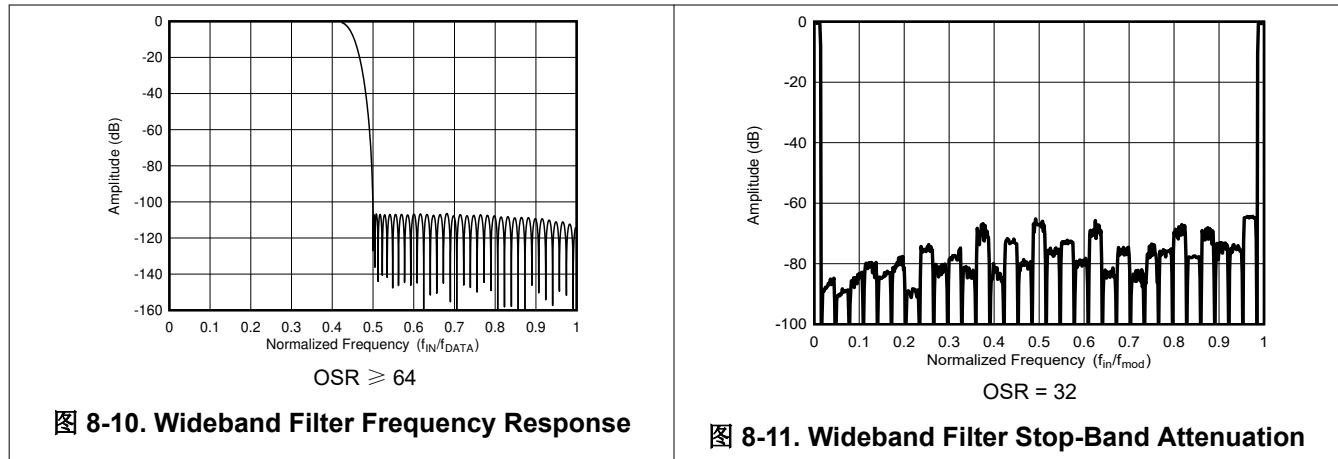 0
-20
-40
-60
-80
-100
-120
-140
-160
Amplitude (dB)
0 0.1 0.2 0.3 0.4 0.5 0.6 0.7 0.8 0.9 1
Normalized Frequency (fIN/fDATA)
OSR ≥ 64
图 8-10. Wideband Filter Frequency Response
0
-20
-40
-60
-80
-100
Amplitude (dB)
0 0.1 0.2 0.3 0.4 0.5 0.6 0.7 0.8 0.9 1
Normalized Frequency (fin/fmod)
OSR = 32
图 8-11. Wideband Filter Stop-Band Attenuation